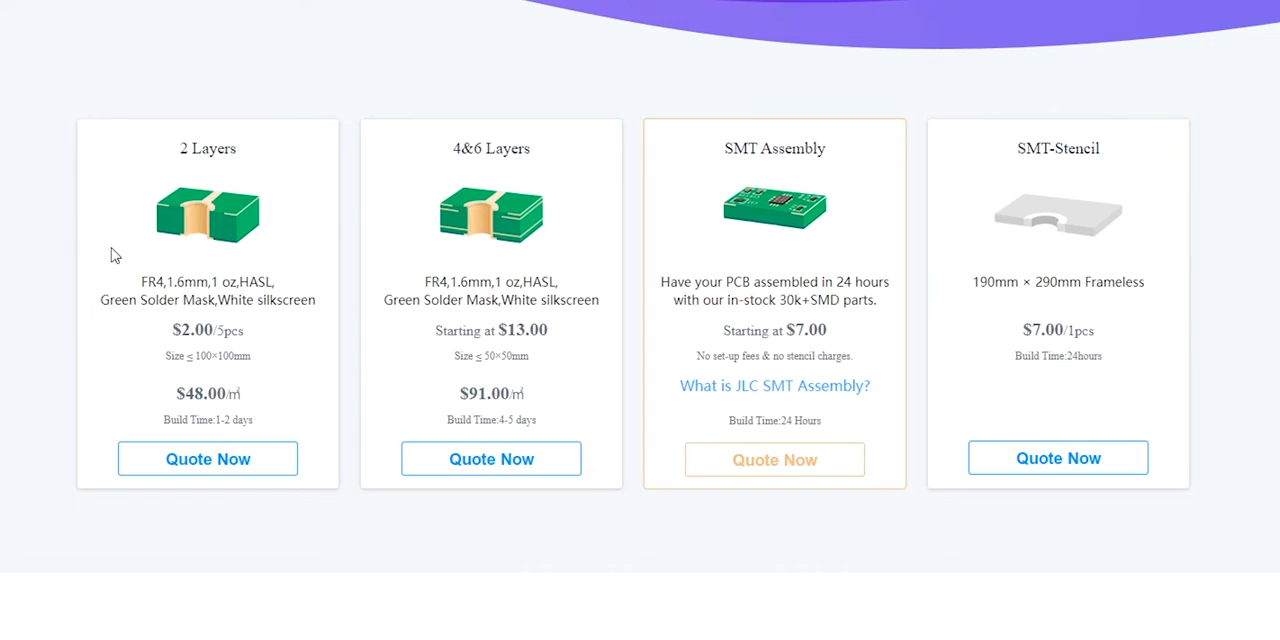 2 Layers
FR4,1.6mm,1 oz,HASL,
Green Solder Mask,White silkscreen
$2.00/5pcs
Size ≤ 100×100mm
$48.00/㎡
Build Time:1-2 days
Quote Now
4&6 Layers
FR4,1.6mm,1 oz,HASL,
Green Solder Mask,White silkscreen
Starting at $13.00
Size ≤ 50×50mm
$91.00/㎡
Build Time:4-5 days
Quote Now
SMT Assembly
Have your PCB assembled in 24 hours
with our in-stock 30k+SMD parts.
Starting at $7.00
No set-up fees & no stencil charges.
What is JLC SMT Assembly?
Build Time:24 Hours
Quote Now
SMT-Stencil
190mm × 290mm Frameless
$7.00/1pcs
Build Time:24hours
Quote Now